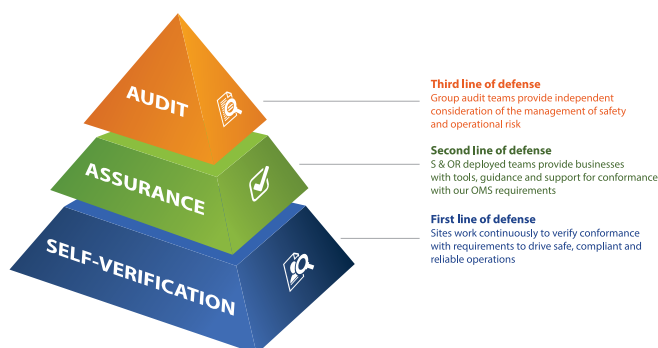 AUDIT
Third line of defense
Group audit teams provide independent
consideration of the management of safety
and operational risk
ASSURANCE
Second line of defense
S & OR deployed teams provide businesses
with tools, guidance and support for conformance
with our OMS requirements
SELF-VERIFICATION
First line of defense
Sites work continuously to verify conformance
with requirements to drive safe, compliant and
reliable operations